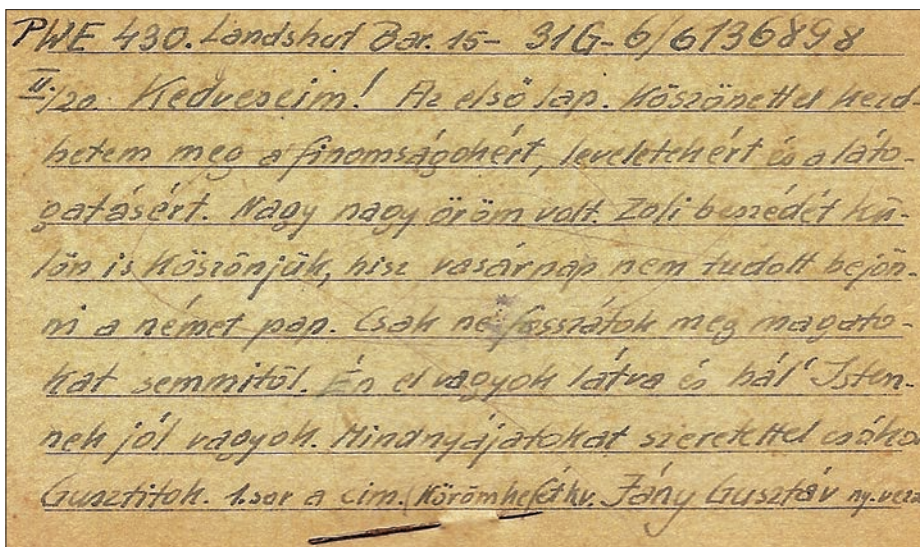 PWE 430. Landshut Bar. 15- 31G-6/6136898
II./20. Kedveseim! Az első lap. Köszönettel kezd
hetem meg a finomságokért, leveletekért és a láto-
gatásért. Nagy nagy öröm volt. Zoli beszédét kü-
lön is köszönjük, hisz vasárnap nem tudott bejön-
ni a német pap. Csak ne fosszátok meg magato-
kat semmitől. Én el vagyok látva és hál' Isten-
nek jól vagyok. Mindnyájatokat szeretettel csóko
Gusztitok. 1. sor a cím. Jány Gusztáv ny. vezé